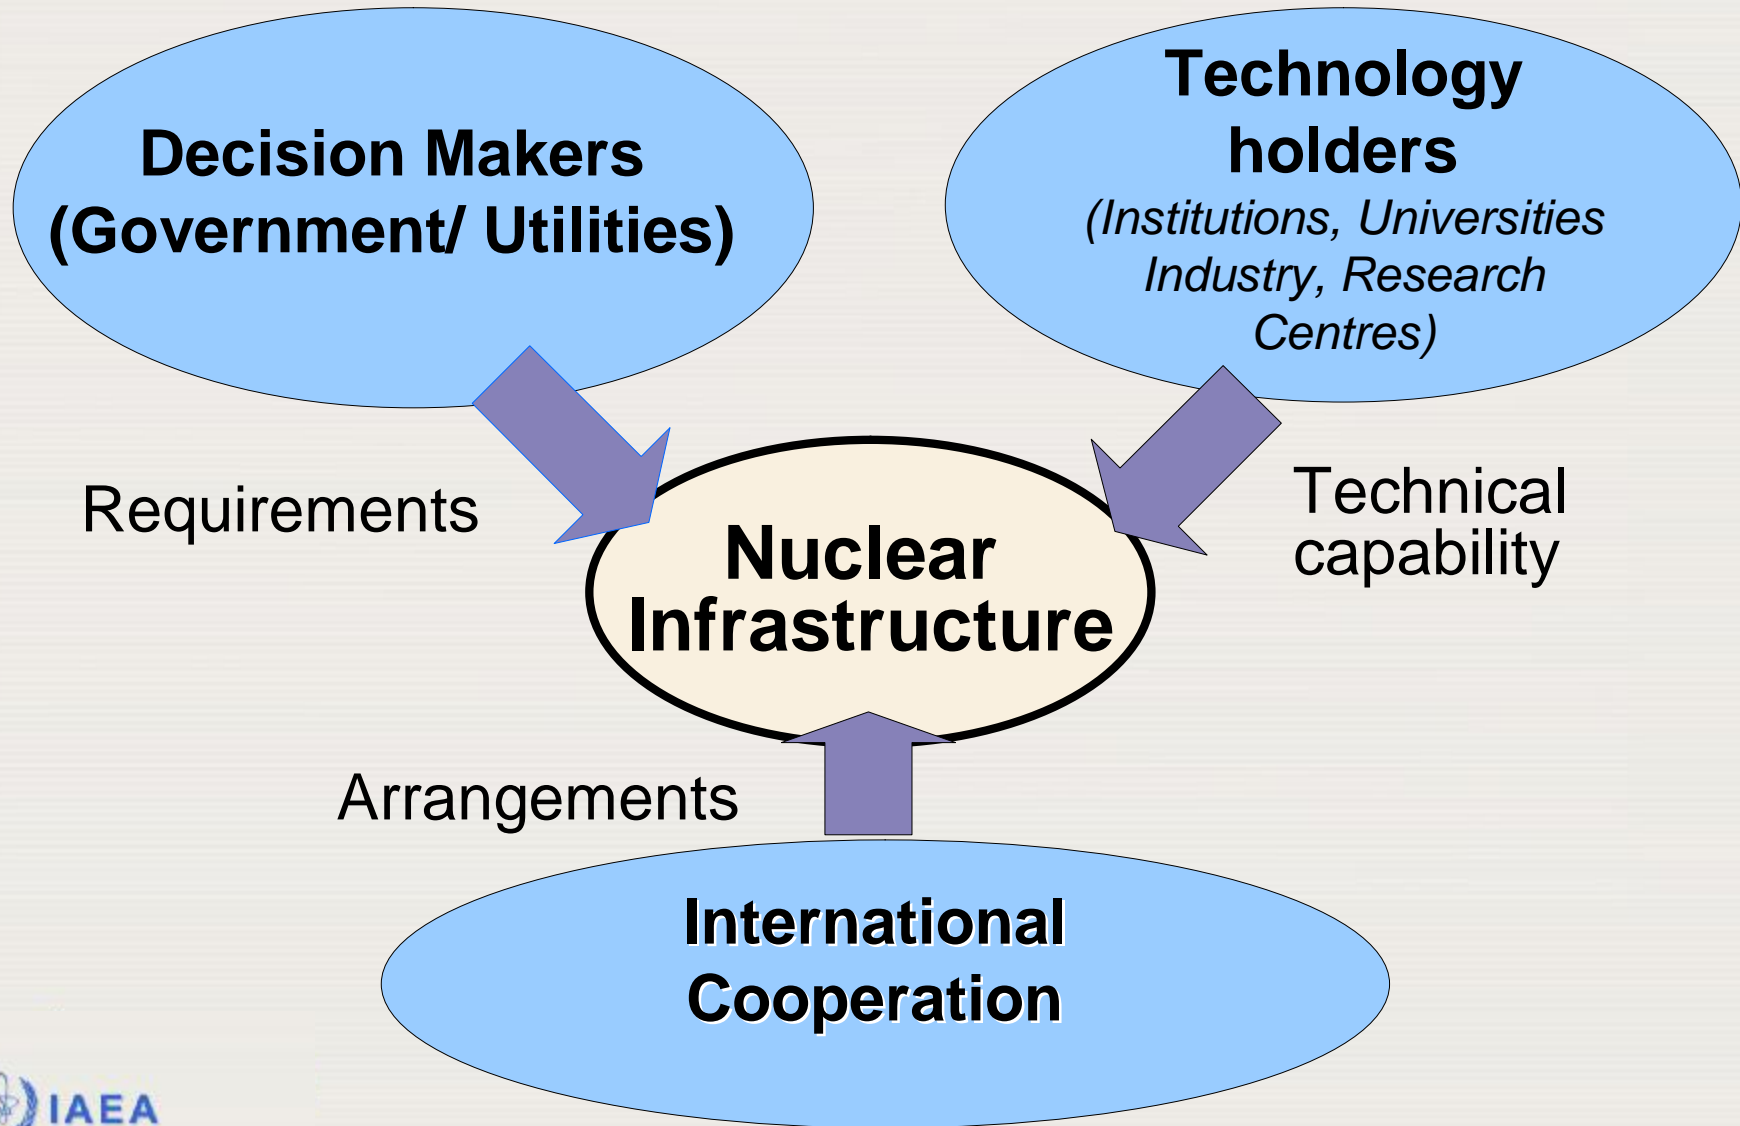 Decision Makers
(Government/ Utilities)
Technology
holders
(Institutions, Universities
Industry, Research
Centres)
Requirements
Technical
capability
Nuclear
Infrastructure
Arrangements
International
Cooperation
IAEA